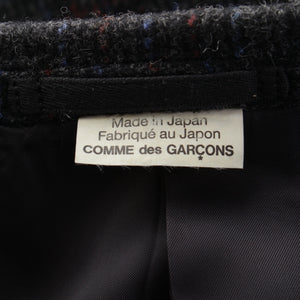 Made in Japan
Fabriqué au Japon
COMME des GARÇONS